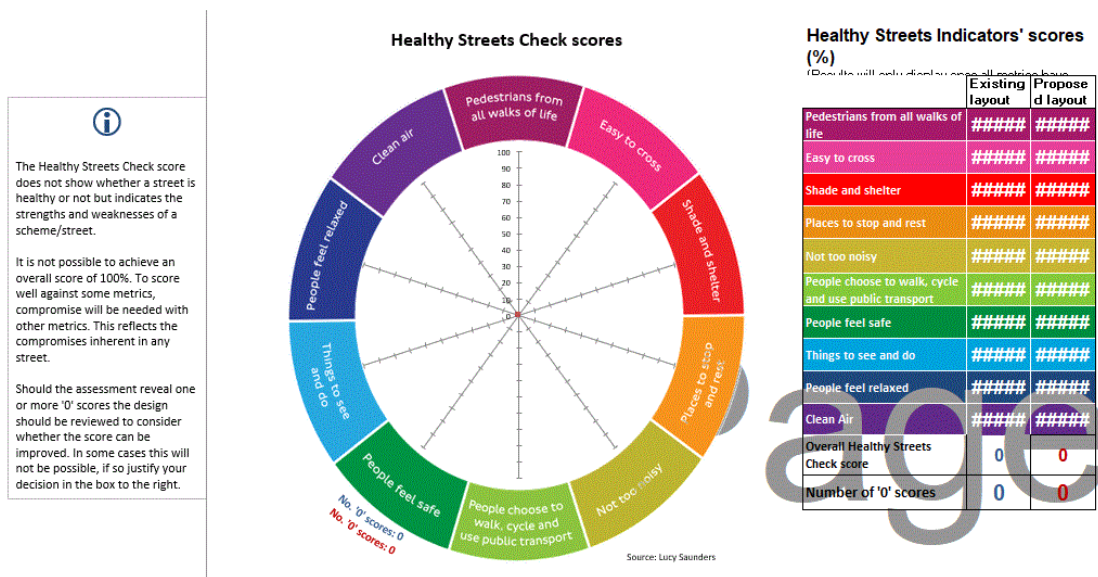 Healthy Streets Check scores
The Healthy Streets Check score
does not show whether a street is
healthy or not but indicates the
strengths and weaknesses of a
scheme/street.
It is not possible to achieve an
overall score of 100%. To score
well against some metrics,
compromise will be needed with
other metrics. This reflects the
compromises inherent in any
street.
Should the assessment reveal one
or more '0' scores the design
should be reviewed to consider
whether the score can be
improved. In some cases this will
not be possible, if so justify your
decision in the box to the right.
Pedestrians from
all walks of life
Easy to cross
Shade and shelter
Places to stop
and rest
Not too noisy
People choose to
walk, cycle and
use public transport
People feel safe
Things to see
and do
People feel relaxed
Clean air
100
90
80
70
60
50
40
30
20
10
0
No. '0' scores: 0
No. '0' scores: 0
Source: Lucy Saunders
Healthy Streets Indicators' scores
(%)
(Results will only display once all metrics have
Existing Propose
layout d layout
Pedestrians from all walks of
life ##### #####
Easy to cross ##### #####
Shade and shelter ##### #####
Places to stop and rest ##### #####
Not too noisy ##### #####
People choose to walk, cycle
and use public transport ##### #####
People feel safe ##### #####
Things to see and do ##### #####
People feel relaxed ##### #####
Clean Air ##### #####
Overall Healthy Streets
Check score 0 0
Number of '0' scores 0 0
age